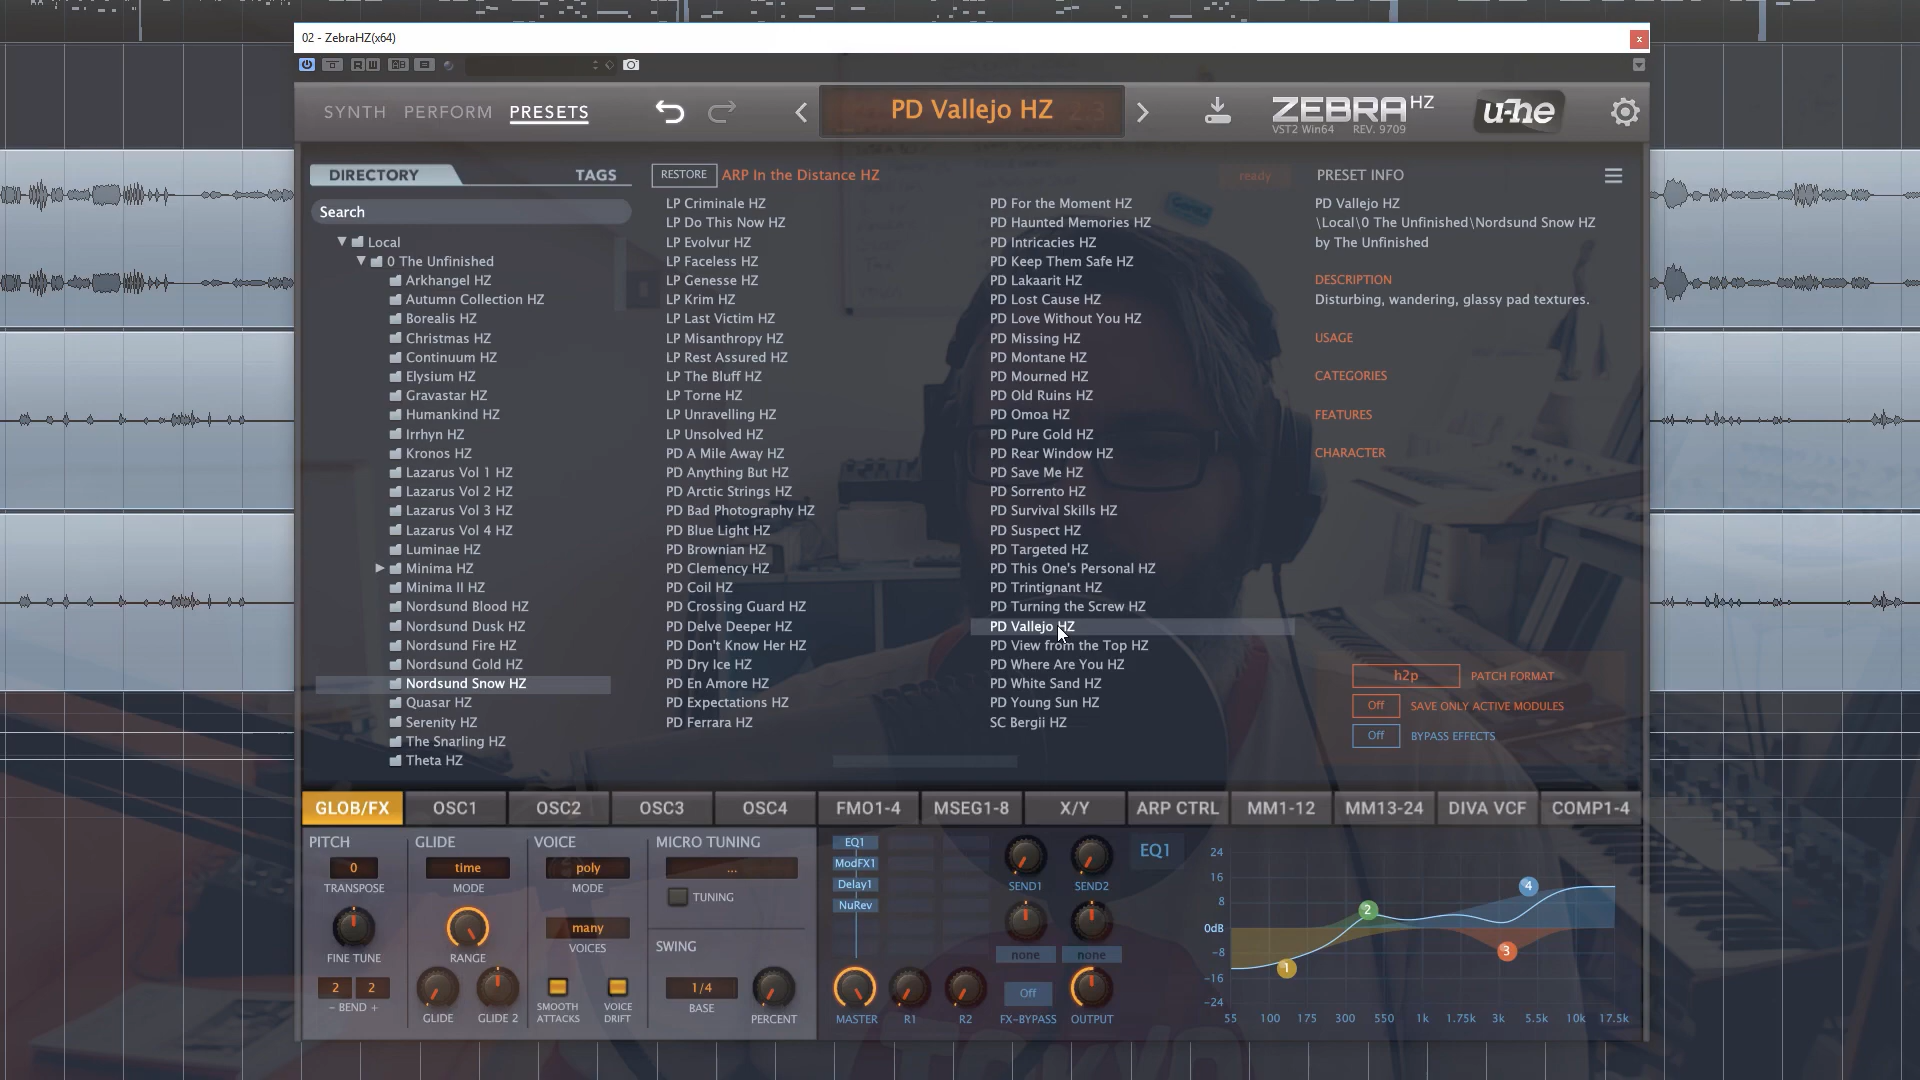 02 - ZebraHZ(x64)
SYNTH PERFORM PRESETS
PD Vallejo HZ
ZEBRA HZ
VST2 Win64 REV. 9709
u-he
DIRECTORY TAGS
Search
Local
0 The Unfinished
Arkhangel HZ
Autumn Collection HZ
Borealis HZ
Christmas HZ
Continuum HZ
Elysium HZ
Gravastar HZ
Humankind HZ
Irrhyn HZ
Kronos HZ
Lazarus Vol 1 HZ
Lazarus Vol 2 HZ
Lazarus Vol 3 HZ
Lazarus Vol 4 HZ
Luminae HZ
Minima HZ
Minima II HZ
Nordsund Blood HZ
Nordsund Dusk HZ
Nordsund Fire HZ
Nordsund Gold HZ
Nordsund Snow HZ
Quasar HZ
Serenity HZ
The Snarling HZ
Theta HZ
RESTORE ARP In the Distance HZ
ready
LP Criminale HZ
LP Do This Now HZ
LP Evolvur HZ
LP Faceless HZ
LP Genesse HZ
LP Krim HZ
LP Last Victim HZ
LP Misanthropy HZ
LP Rest Assured HZ
LP The Bluff HZ
LP Torne HZ
LP Unravelling HZ
LP Unsolved HZ
PD A Mile Away HZ
PD Anything But HZ
PD Arctic Strings HZ
PD Bad Photography HZ
PD Blue Light HZ
PD Brownian HZ
PD Clemency HZ
PD Coil HZ
PD Crossing Guard HZ
PD Delve Deeper HZ
PD Don't Know Her HZ
PD Dry Ice HZ
PD En Amore HZ
PD Expectations HZ
PD Ferrara HZ
PD For the Moment HZ
PD Haunted Memories HZ
PD Intricacies HZ
PD Keep Them Safe HZ
PD Lakaarit HZ
PD Lost Cause HZ
PD Love Without You HZ
PD Missing HZ
PD Montane HZ
PD Mourned HZ
PD Old Ruins HZ
PD Omoa HZ
PD Pure Gold HZ
PD Rear Window HZ
PD Save Me HZ
PD Sorrento HZ
PD Survival Skills HZ
PD Suspect HZ
PD Targeted HZ
PD This One's Personal HZ
PD Trintignant HZ
PD Turning the Screw HZ
PD Vallejo HZ
PD View from the Top HZ
PD Where Are You HZ
PD White Sand HZ
PD Young Sun HZ
SC Bergii HZ
PRESET INFO
PD Vallejo HZ
\Local\0 The Unfinished\Nordsund Snow HZ
by The Unfinished
DESCRIPTION
Disturbing, wandering, glassy pad textures.
USAGE
CATEGORIES
FEATURES
CHARACTER
h2p PATCH FORMAT
Off SAVE ONLY ACTIVE MODULES
Off BYPASS EFFECTS
GLOB/FX OSC1 OSC2 OSC3 OSC4 FMO1-4 MSEG1-8 X/Y ARP CTRL MM1-12 MM13-24 DIVA VCF COMP1-4
PITCH
0
TRANSPOSE
FINE TUNE
2 2
- BEND +
GLIDE
time
MODE
RANGE
GLIDE GLIDE 2
VOICE
poly
MODE
many
VOICES
SMOOTH ATTACKS
VOICE DRIFT
MICRO TUNING
...
TUNING
SWING
1/4
BASE
PERCENT
EQ1
ModFX1
Delay1
NuRev
MASTER R1 R2
SEND1 SEND2
none none
Off
FX-BYPASS OUTPUT
EQ1
24
16
8
0dB
-8
-16
-24
1
2
3
4
55 100 175 300 550 1k 1.75k 3k 5.5k 10k 17.5k